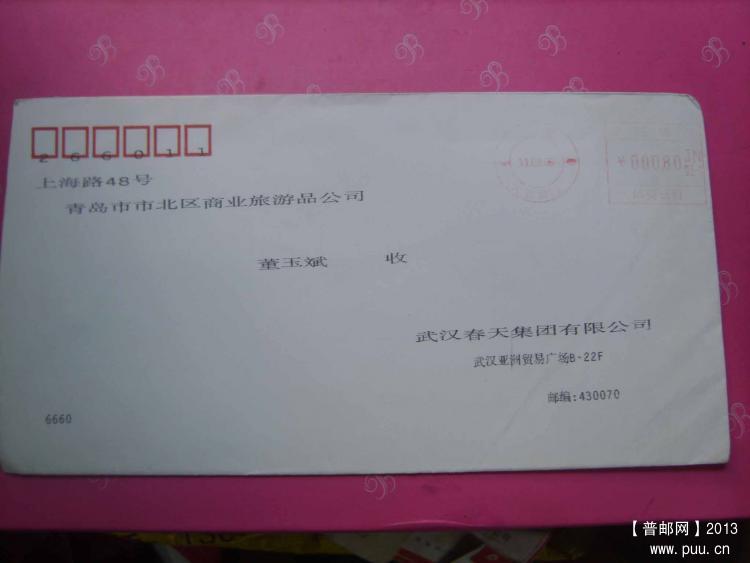 266011
上海路48号
青岛市市北区商业旅游品公司
董玉斌 收
武汉春天集团有限公司
武汉亚洲贸易广场B-22F
邮编:430070
6660
【普邮网】2013
www.puu.cn